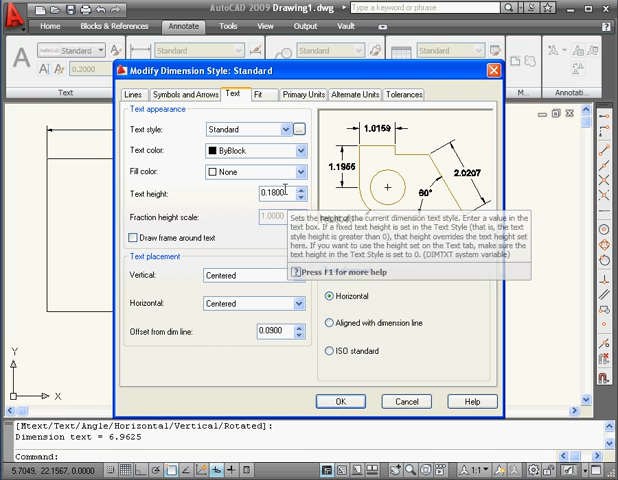 AutoCAD 2009 Drawing1.dwg
Type a keyword or phrase
Home Blocks & References Annotate Tools View Output Vault
Standard
0.2000
Text
M...
Annotati...
Modify Dimension Style: Standard
Lines Symbols and Arrows Text Fit Primary Units Alternate Units Tolerances
Text appearance
Text style: Standard ...
Text color: ByBlock
Fill color: None
Text height: 0.1800
Fraction height scale: 1.0000
Draw frame around text
1.0159
1.1955
2.0207
60°
Sets the height of the current dimension text style. Enter a value in the
text box. If a fixed text height is set in the Text Style (that is, the text
style height is greater than 0), that height overrides the text height set
here. If you want to use the height set on the Text tab, make sure the
text height in the Text Style is set to 0. (DIMTXT system variable)
Press F1 for more help
Text placement
Vertical: Centered
Horizontal: Centered
Offset from dim line: 0.0900
Horizontal
Aligned with dimension line
ISO standard
OK Cancel Help
Y
X
[Mtext/Text/Angle/Horizontal/Vertical/Rotated]:
Dimension text = 6.9625
Command:
5.7049, 22.1567, 0.0000
1:1